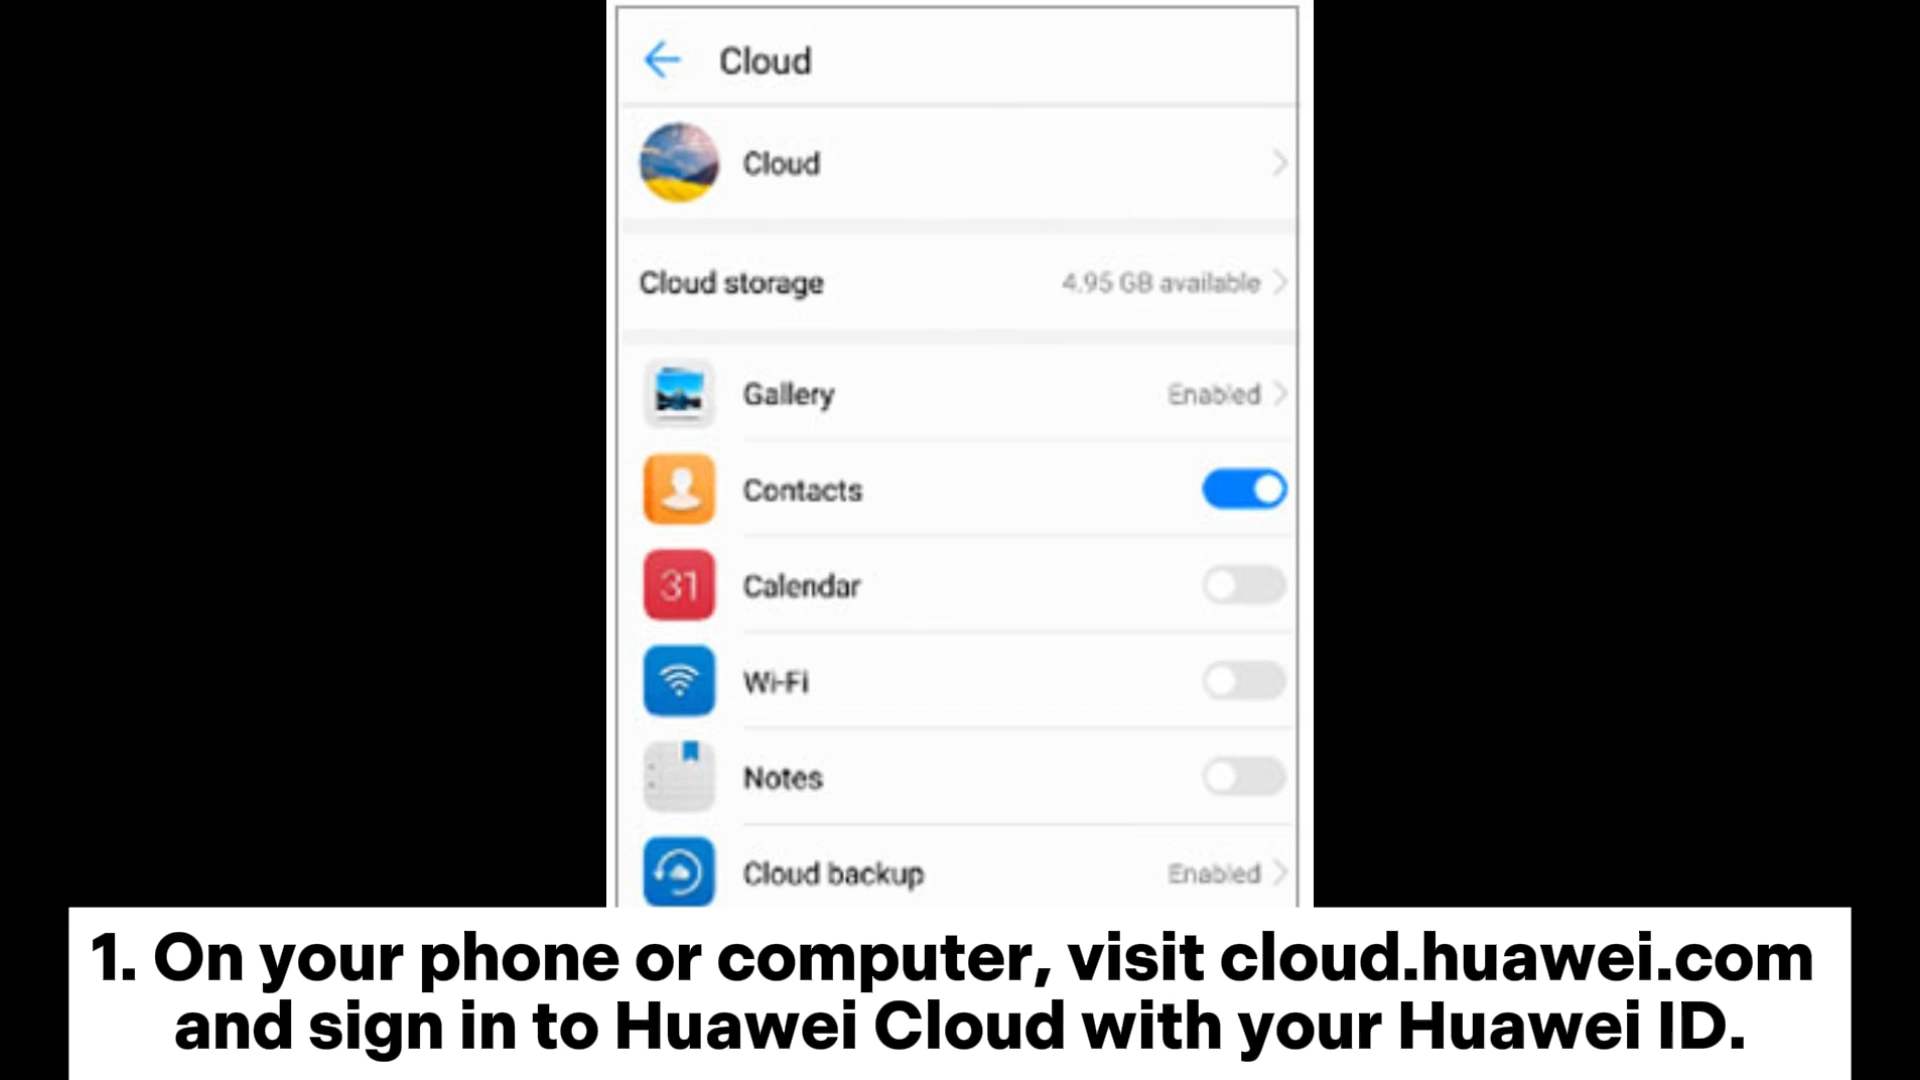 Cloud
Cloud
Cloud storage 4.95 GB available
Gallery Enabled
Contacts
31 Calendar
Wi-Fi
Notes
Cloud backup Enabled
1. On your phone or computer, visit cloud.huawei.com
and sign in to Huawei Cloud with your Huawei ID.